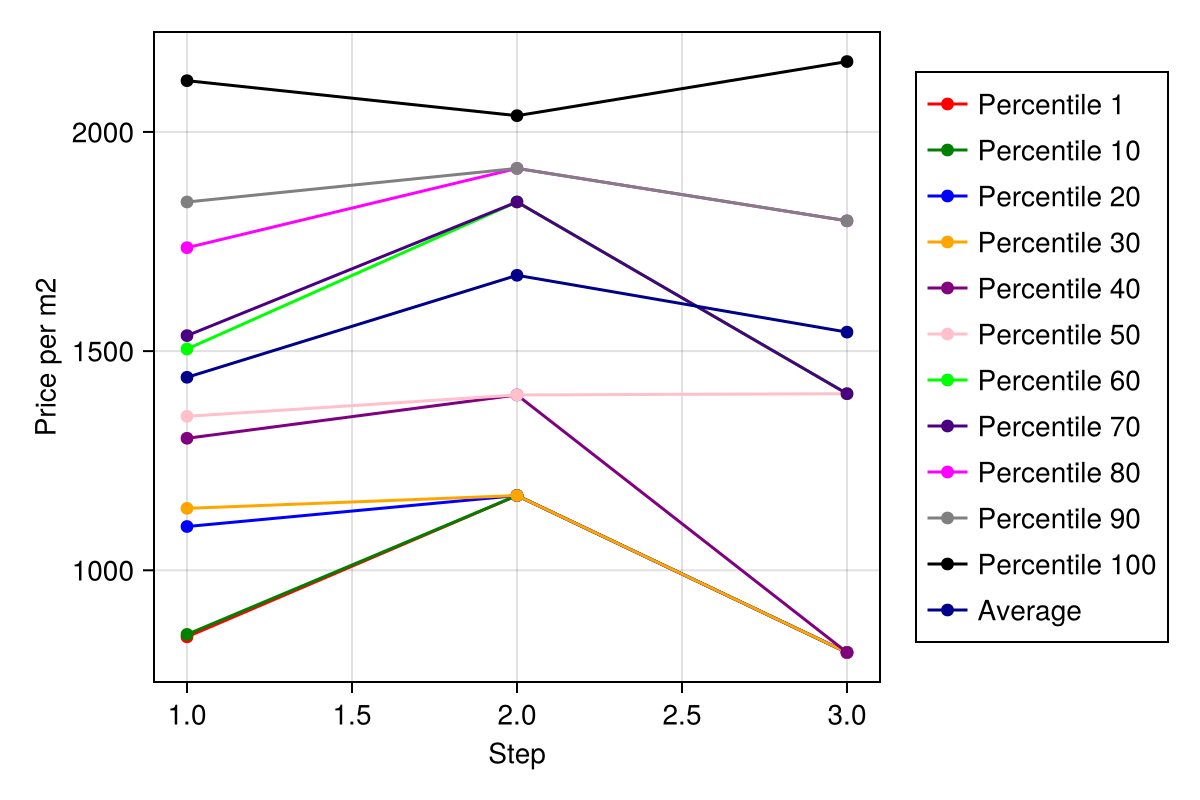 Price per m2
2000
1500
1000
1.0
1.5
2.0
2.5
3.0
Step
Percentile 1
Percentile 10
Percentile 20
Percentile 30
Percentile 40
Percentile 50
Percentile 60
Percentile 70
Percentile 80
Percentile 90
Percentile 100
Average